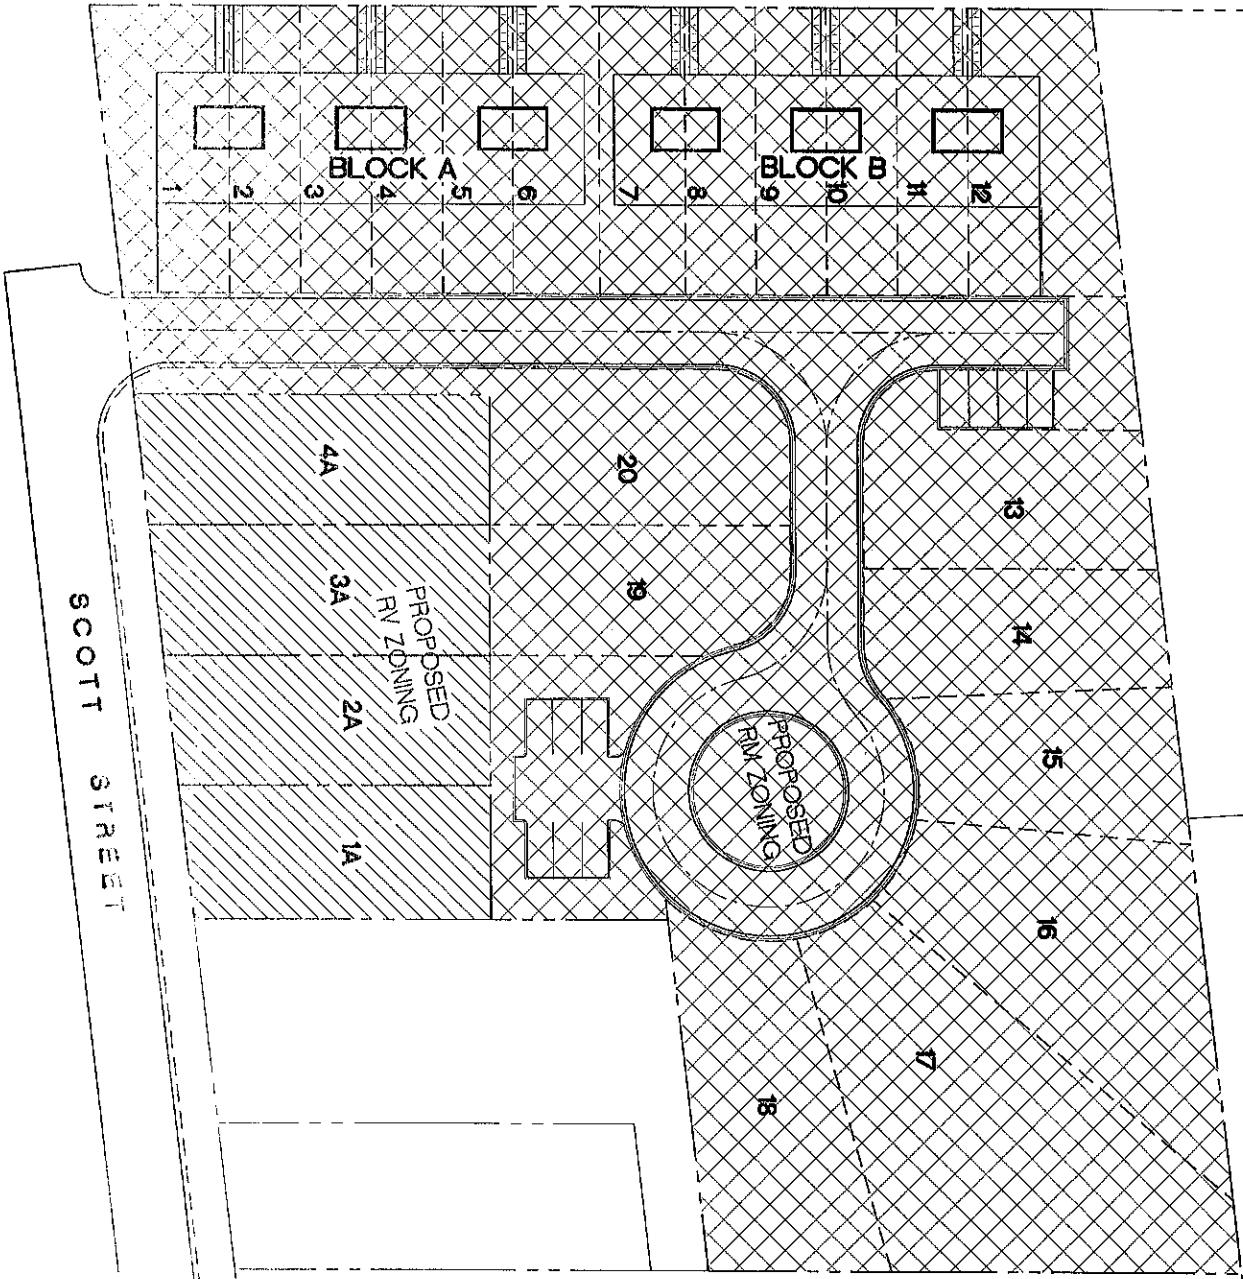 BLOCK A
BLOCK B
1
2
3
4
5
6
7
8
9
10
11
12
4A
3A
2A
1A
PROPOSED
RV ZONING
20
19
13
14
15
16
17
18
PROPOSED
RM ZONING
SCOTT STREET